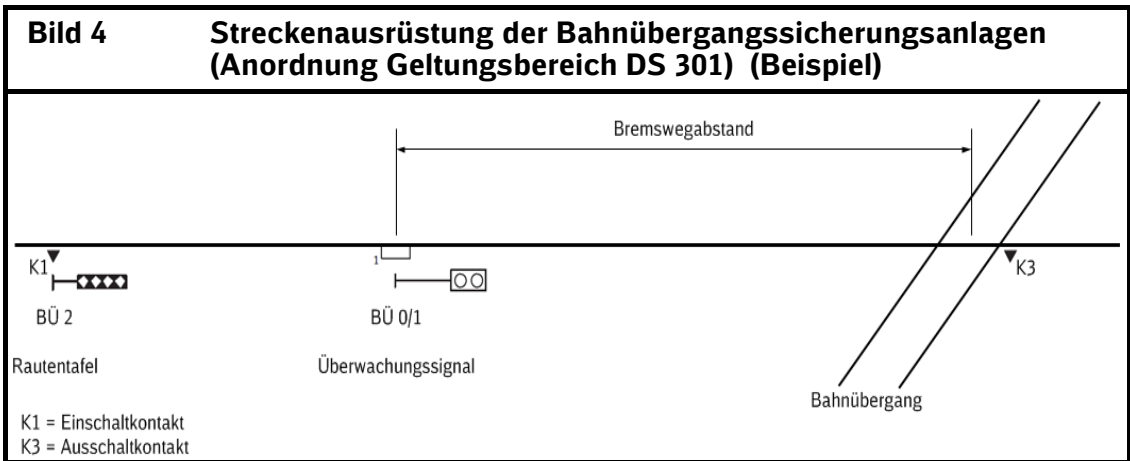 Bild 4 Streckenausrüstung der Bahnübergangssicherungsanlagen
(Anordnung Geltungsbereich DS 301) (Beispiel)
Bremswegabstand
K1
1
K3
BÜ 2
BÜ 0/1
Rautentafel
Überwachungssignal
Bahnübergang
K1 = Einschaltkontakt
K3 = Ausschaltkontakt